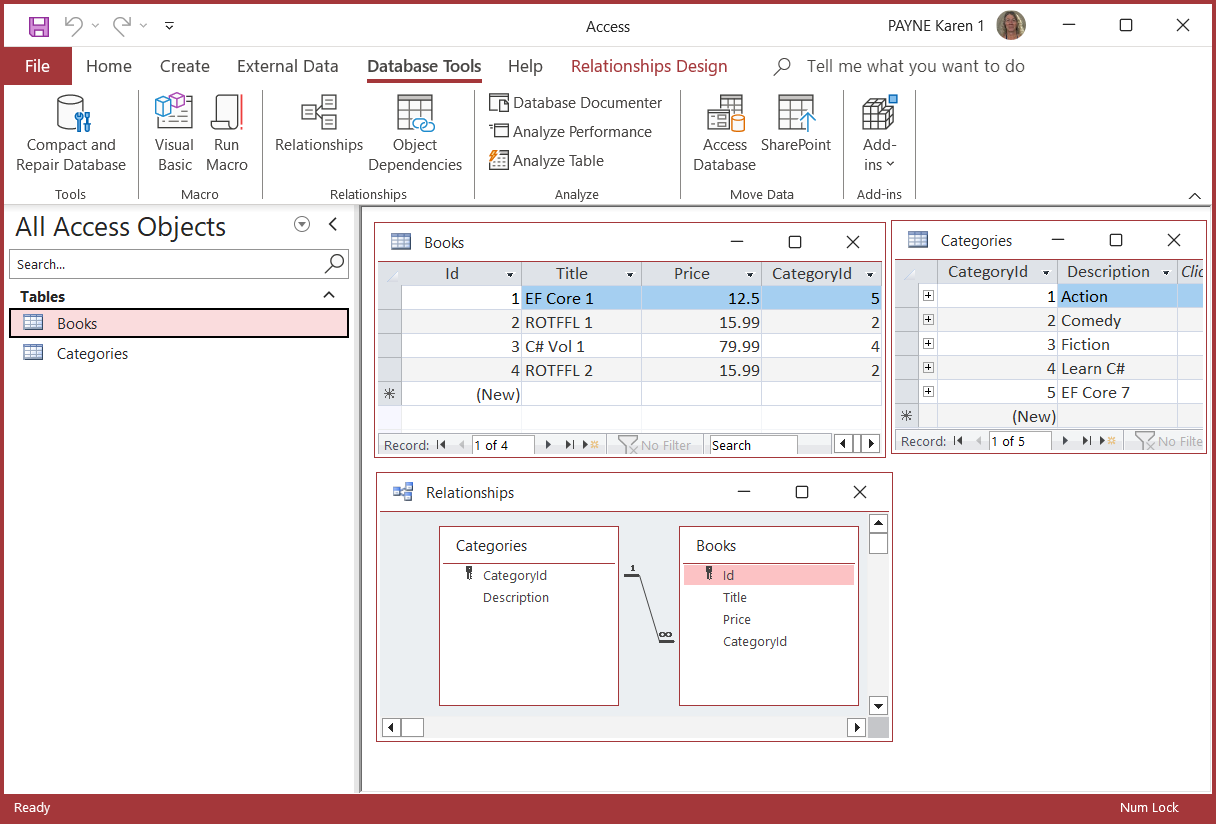 Access
PAYNE Karen 1
File Home Create External Data Database Tools Help Relationships Design Tell me what you want to do
Compact and Repair Database
Visual Basic
Run Macro
Relationships
Object Dependencies
Database Documenter
Analyze Performance
Analyze Table
Access Database
SharePoint
Add-ins
Tools Macro Relationships Analyze Move Data Add-ins
All Access Objects
Search...
Tables
Books
Categories
Books
Id Title Price CategoryId
1 EF Core 1 12.5 5
2 ROTFFL 1 15.99 2
3 C# Vol 1 79.99 4
4 ROTFFL 2 15.99 2
(New)
Record: 1 of 4 No Filter Search
Categories
CategoryId Description Clic
1 Action
2 Comedy
3 Fiction
4 Learn C#
5 EF Core 7
(New)
Record: 1 of 5 No Filte
Relationships
Categories
CategoryId
Description
1
∞
Books
Id
Title
Price
CategoryId
Ready
Num Lock